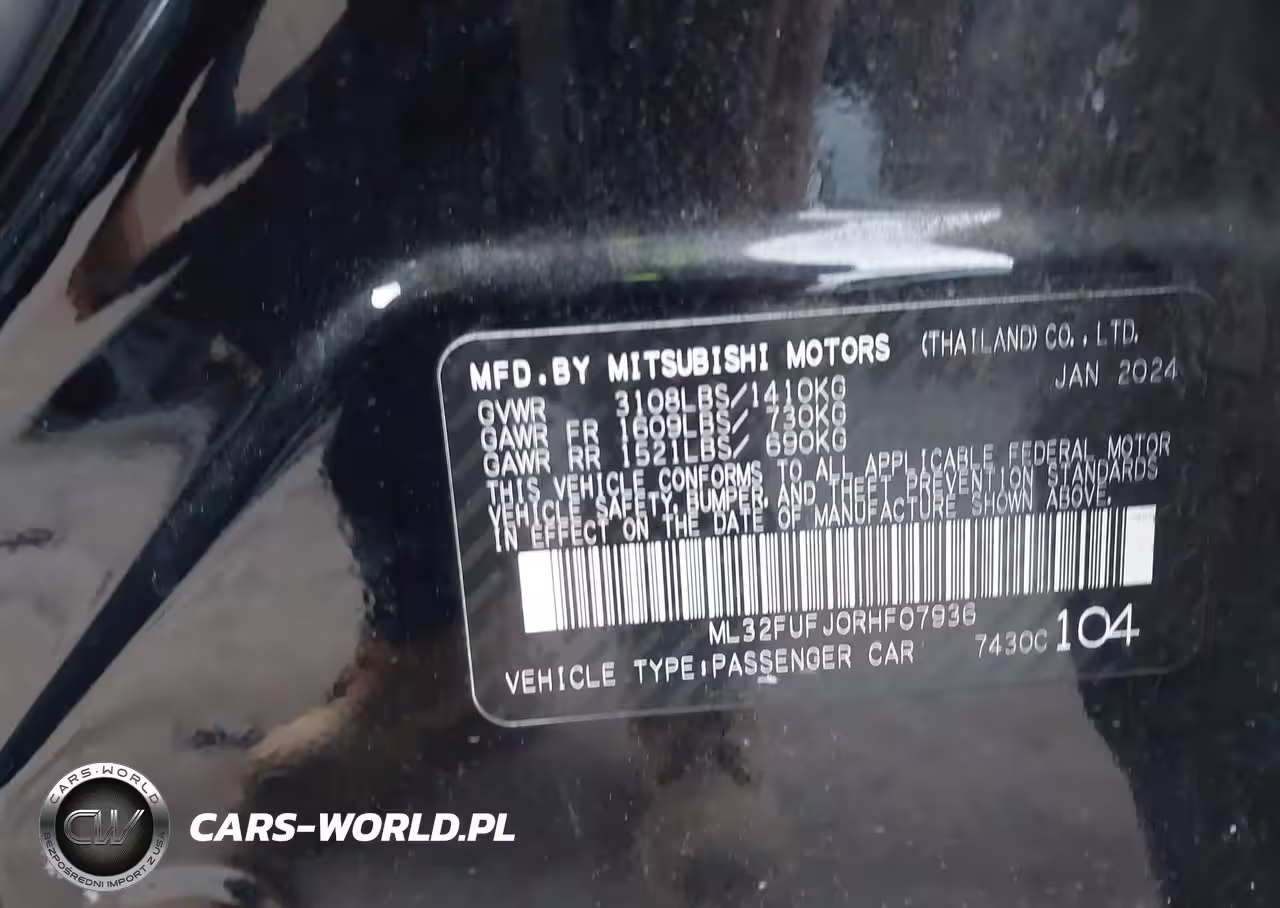 MFD.BY MITSUBISHI MOTORS (THAILAND) CO., LTD.
JAN 2024
GVWR 3108LBS/1410KG
GAWR FR 1609LBS/ 730KG
GAWR RR 1521LBS/ 690KG
THIS VEHICLE CONFORMS TO ALL APPLICABLE FEDERAL MOTOR
VEHICLE SAFETY, BUMPER, AND THEFT PREVENTION STANDARDS
IN EFFECT ON THE DATE OF MANUFACTURE SHOWN ABOVE.
ML32FUFJ0RHF07936
7430C 104
VEHICLE TYPE:PASSENGER CAR
CARS-WORLD
CW
BEZPOŚREDNI IMPORT Z USA
CARS-WORLD.PL